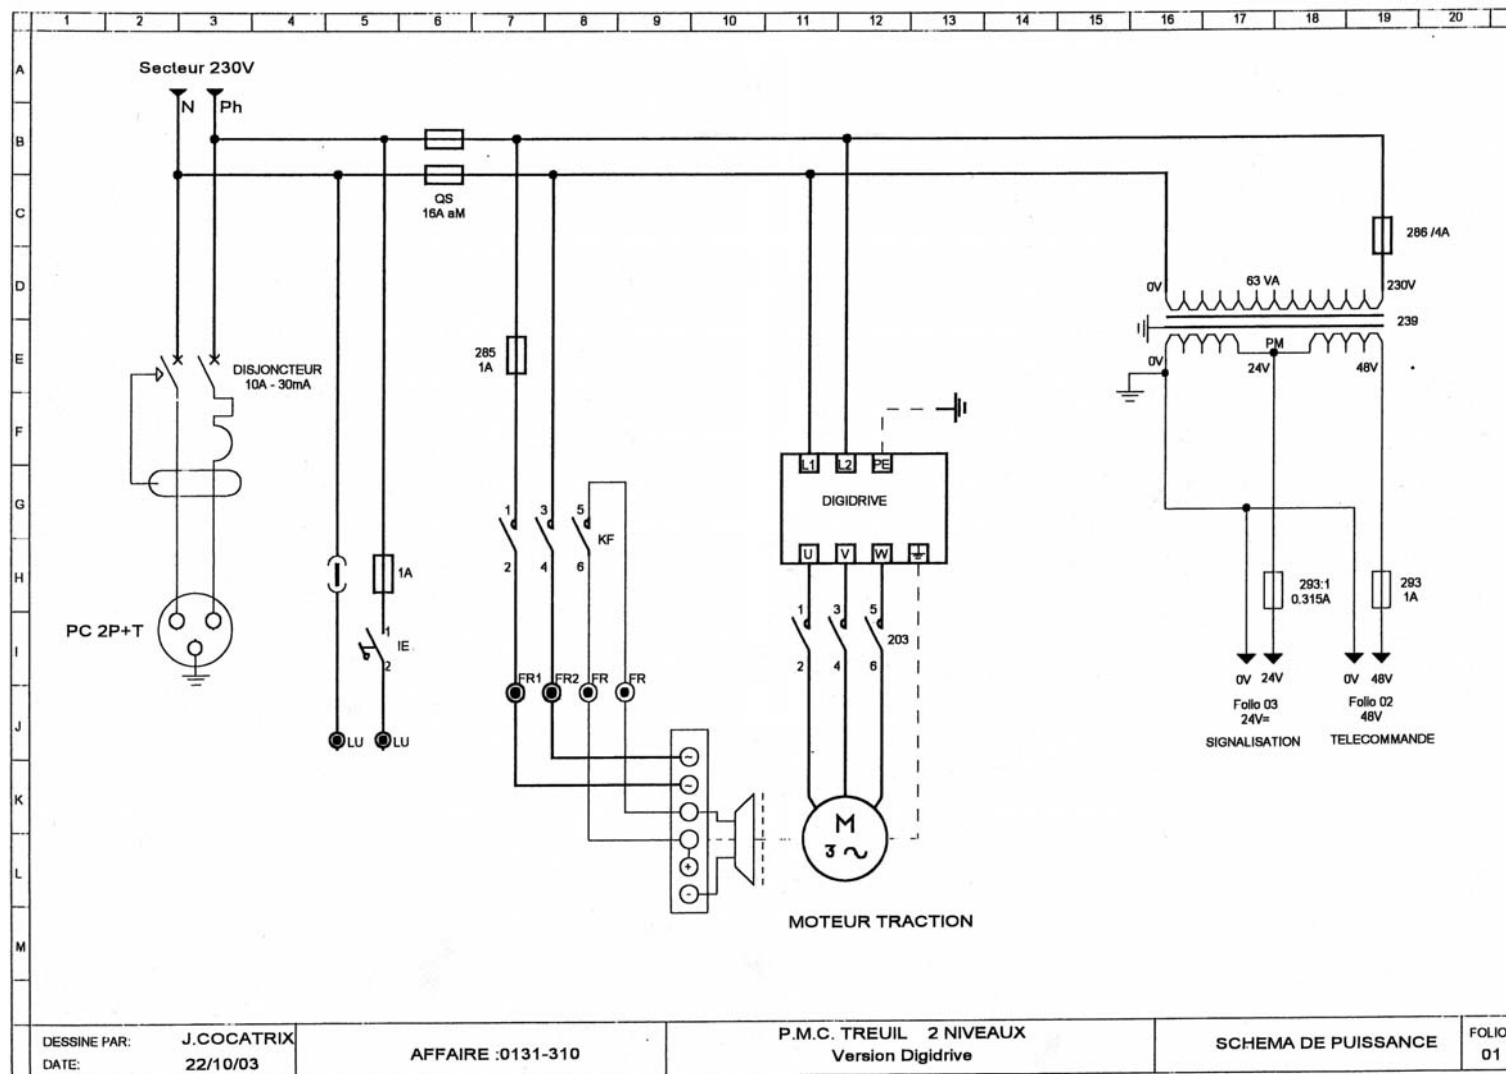 1 2 3 4 5 6 7 8 9 10 11 12 13 14 15 16 17 18 19 20
A
B
C
D
E
F
G
H
I
J
K
L
M
Secteur 230V
N Ph
QS
16A aM
DISJONCTEUR
10A - 30mA
PC 2P+T
1A
1
IE
2
LU LU
285
1A
1 3 5
KF
2 4 6
FR1 FR2 FR FR
~
~
+
-
L1 L2 PE
DIGIDRIVE
U V W
1 3 5
203
2 4 6
M
3 ~
MOTEUR TRACTION
286 /4A
0V 63 VA 230V
239
PM
0V 24V 48V
293:1
0.315A
293
1A
0V 24V 0V 48V
Folio 03
24V=
SIGNALISATION
Folio 02
48V
TELECOMMANDE
DESSINE PAR: J.COCATRIX
DATE: 22/10/03
AFFAIRE :0131-310
P.M.C. TREUIL 2 NIVEAUX
Version Digidrive
SCHEMA DE PUISSANCE
FOLIO
01